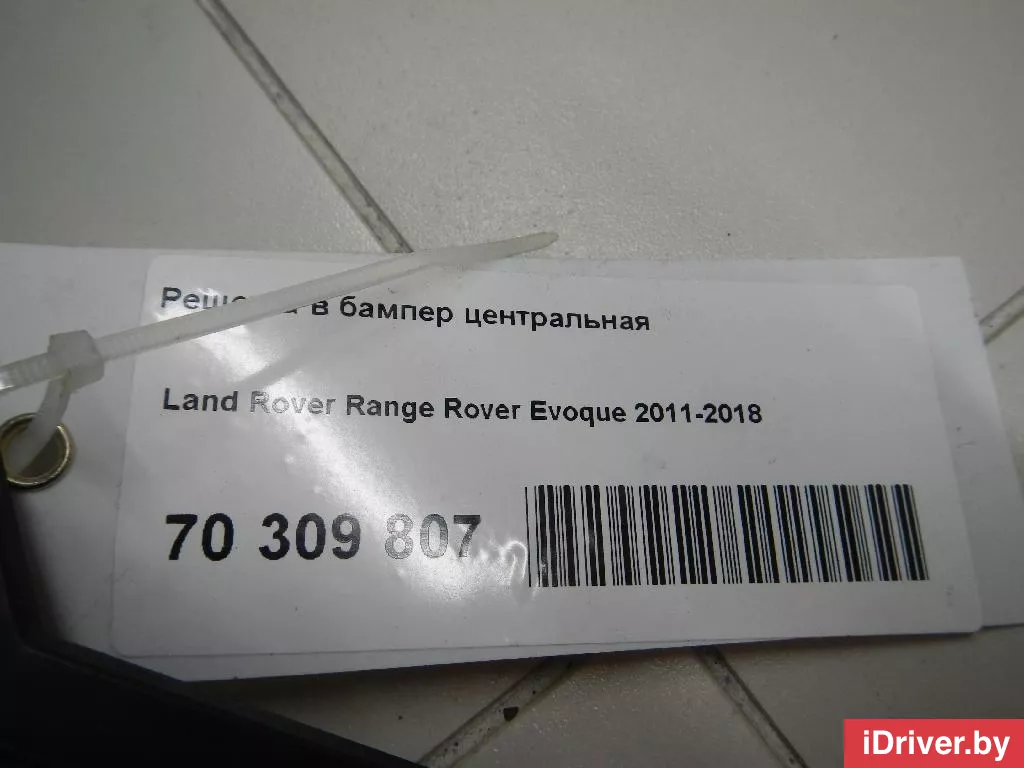 в бампер центральная
Land Rover Range Rover Evoque 2011-2018
70 309 807
iDriver.by